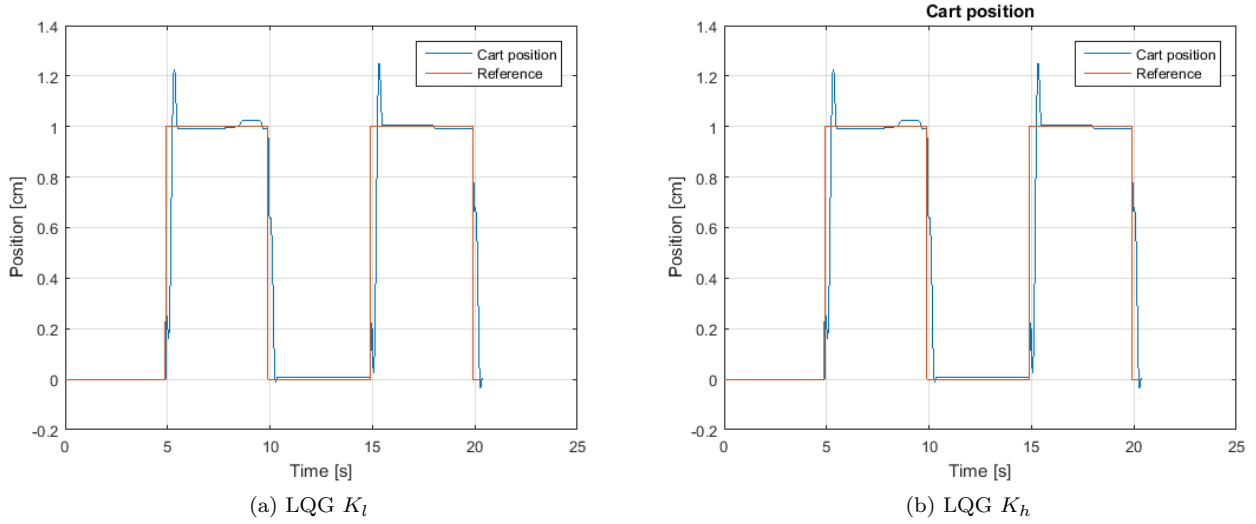 1.4
1.2
1
0.8
0.6
0.4
0.2
0
-0.2
Position [cm]
Cart position
Reference
0 5 10 15 20 25
Time [s]
(a) LQG K_l
Cart position
1.4
1.2
1
0.8
0.6
0.4
0.2
0
-0.2
Position [cm]
Cart position
Reference
0 5 10 15 20 25
Time [s]
(b) LQG K_h